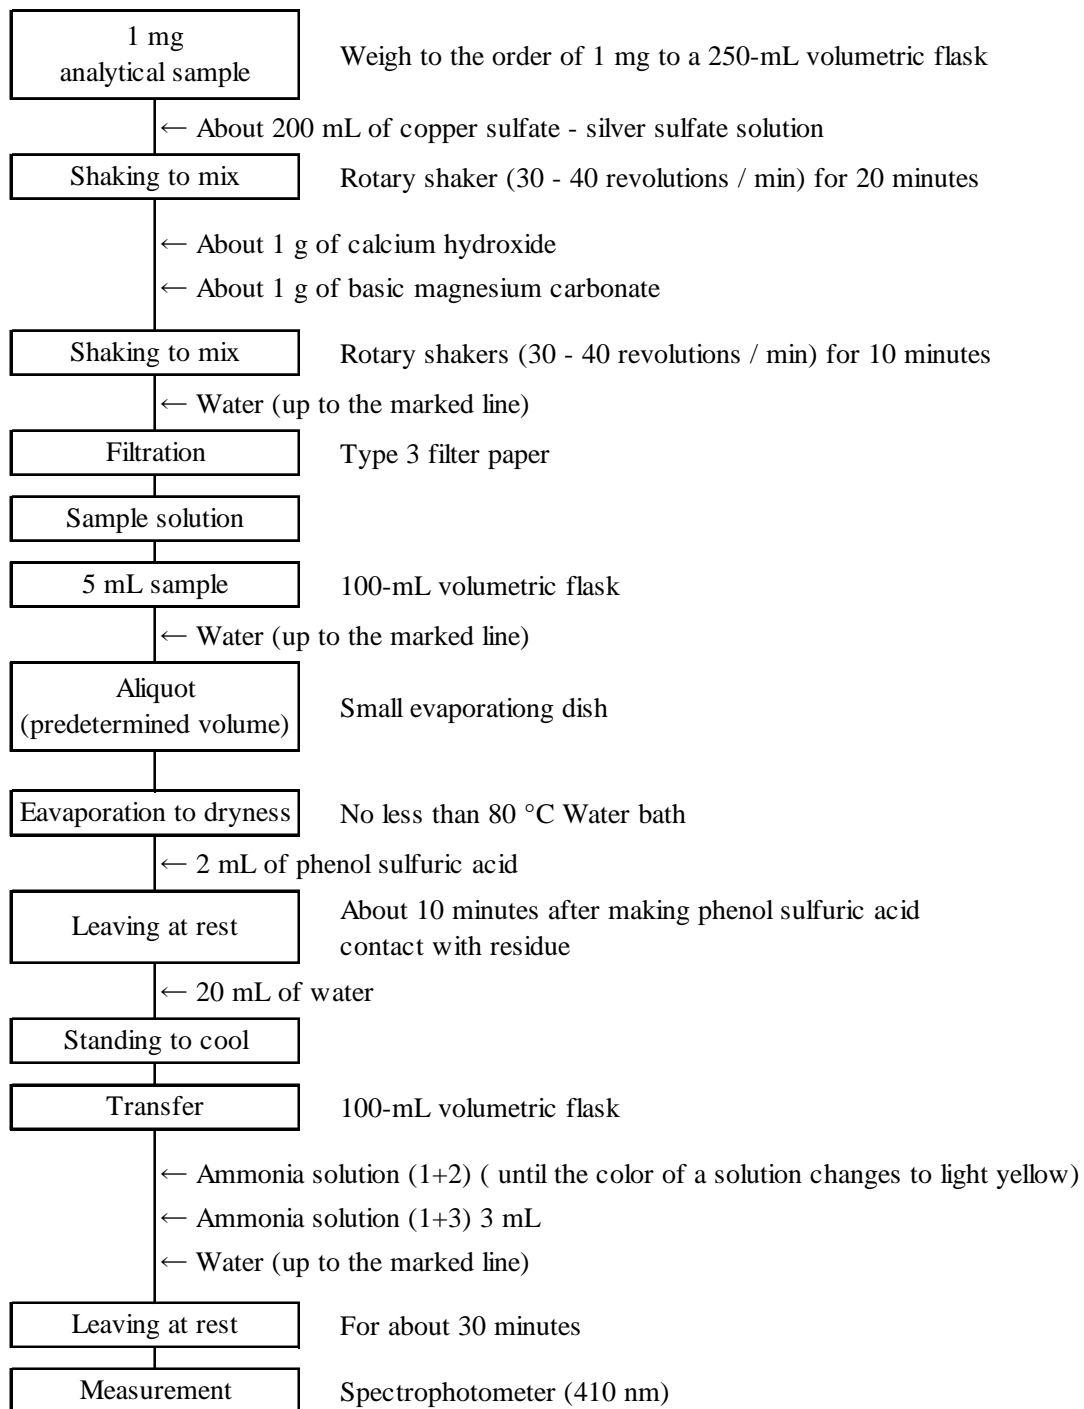 1 mg
analytical sample
Weigh to the order of 1 mg to a 250-mL volumetric flask
← About 200 mL of copper sulfate - silver sulfate solution
Shaking to mix
Rotary shaker (30 - 40 revolutions / min) for 20 minutes
← About 1 g of calcium hydroxide
← About 1 g of basic magnesium carbonate
Shaking to mix
Rotary shakers (30 - 40 revolutions / min) for 10 minutes
← Water (up to the marked line)
Filtration
Type 3 filter paper
Sample solution
5 mL sample
100-mL volumetric flask
← Water (up to the marked line)
Aliquot
(predetermined volume)
Small evaporationg dish
Eavaporation to dryness
No less than 80 °C Water bath
← 2 mL of phenol sulfuric acid
Leaving at rest
About 10 minutes after making phenol sulfuric acid
contact with residue
← 20 mL of water
Standing to cool
Transfer
100-mL volumetric flask
← Ammonia solution (1+2) ( until the color of a solution changes to light yellow)
← Ammonia solution (1+3) 3 mL
← Water (up to the marked line)
Leaving at rest
For about 30 minutes
Measurement
Spectrophotometer (410 nm)